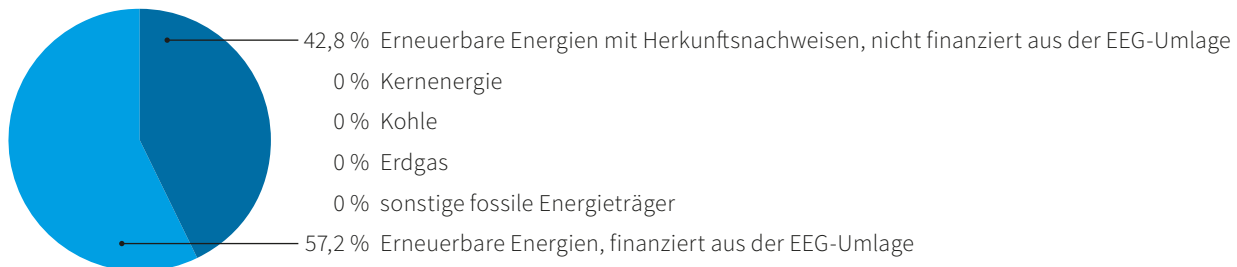 42,8 % Erneuerbare Energien mit Herkunftsnachweisen, nicht finanziert aus der EEG-Umlage
0 % Kernenergie
0 % Kohle
0 % Erdgas
0 % sonstige fossile Energieträger
57,2 % Erneuerbare Energien, finanziert aus der EEG-Umlage